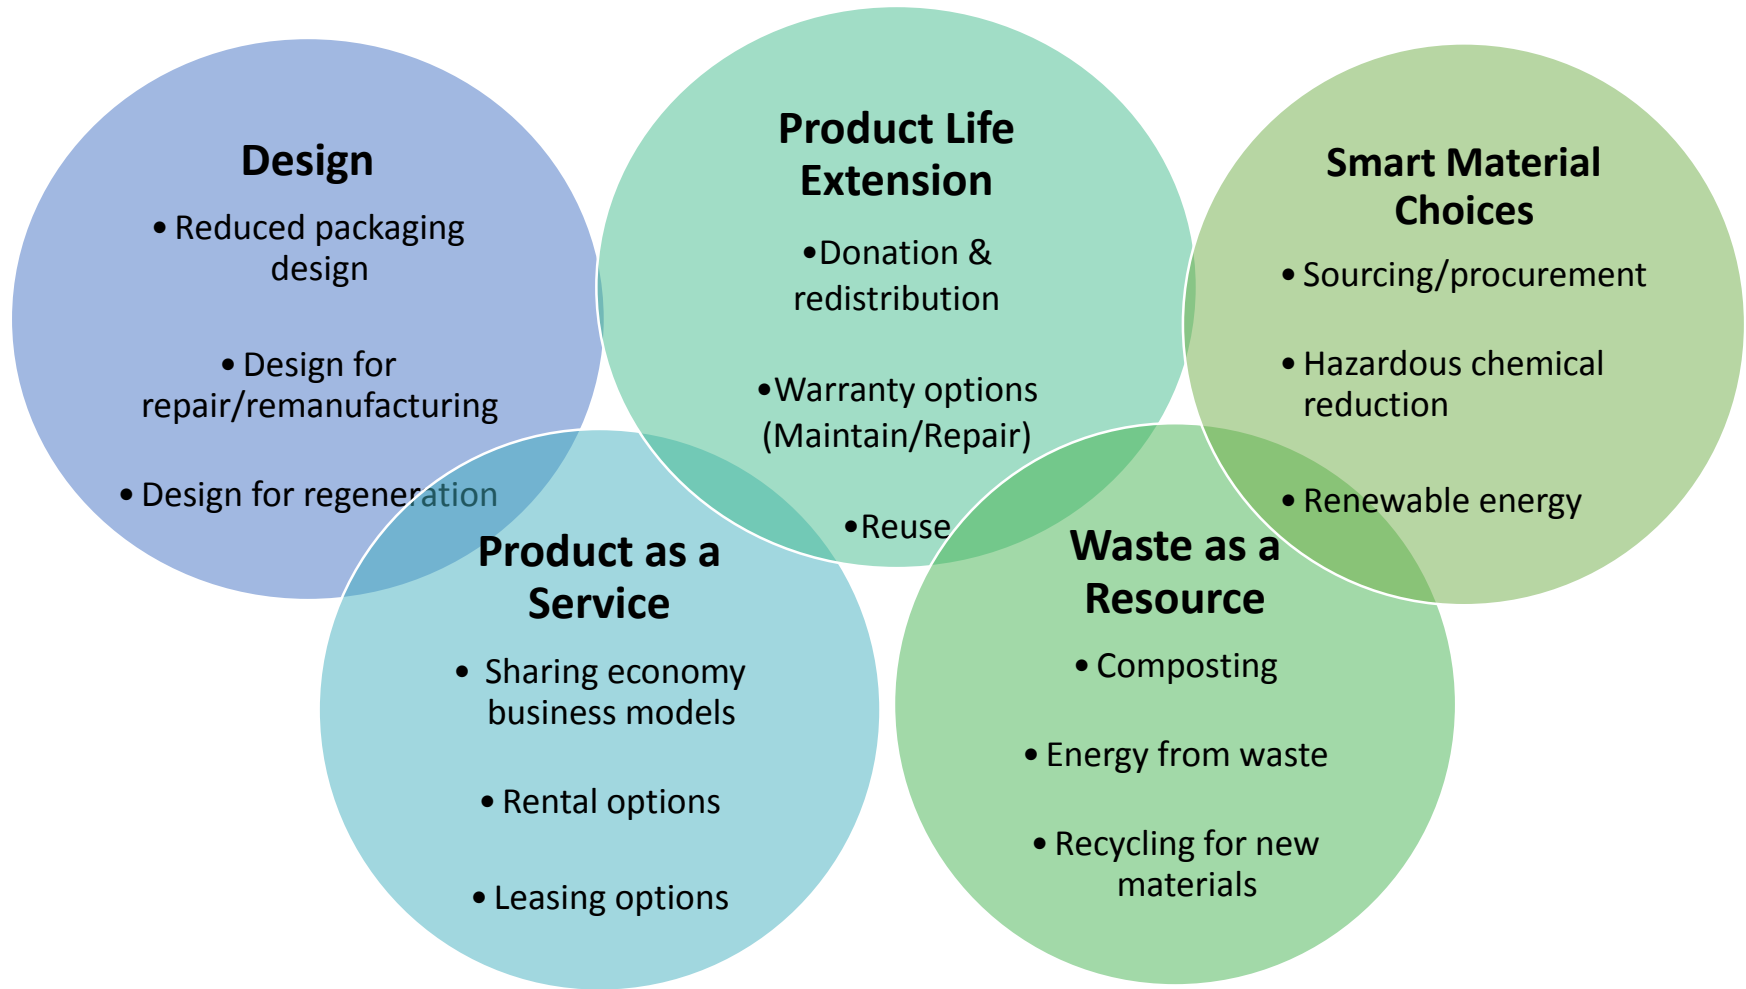 Design
• Reduced packaging
design
• Design for
repair/remanufacturing
• Design for regeneration
Product Life
Extension
•Donation &
redistribution
•Warranty options
(Maintain/Repair)
•Reuse
Smart Material
Choices
• Sourcing/procurement
• Hazardous chemical
reduction
• Renewable energy
Product as a
Service
• Sharing economy
business models
• Rental options
• Leasing options
Waste as a
Resource
• Composting
• Energy from waste
• Recycling for new
materials